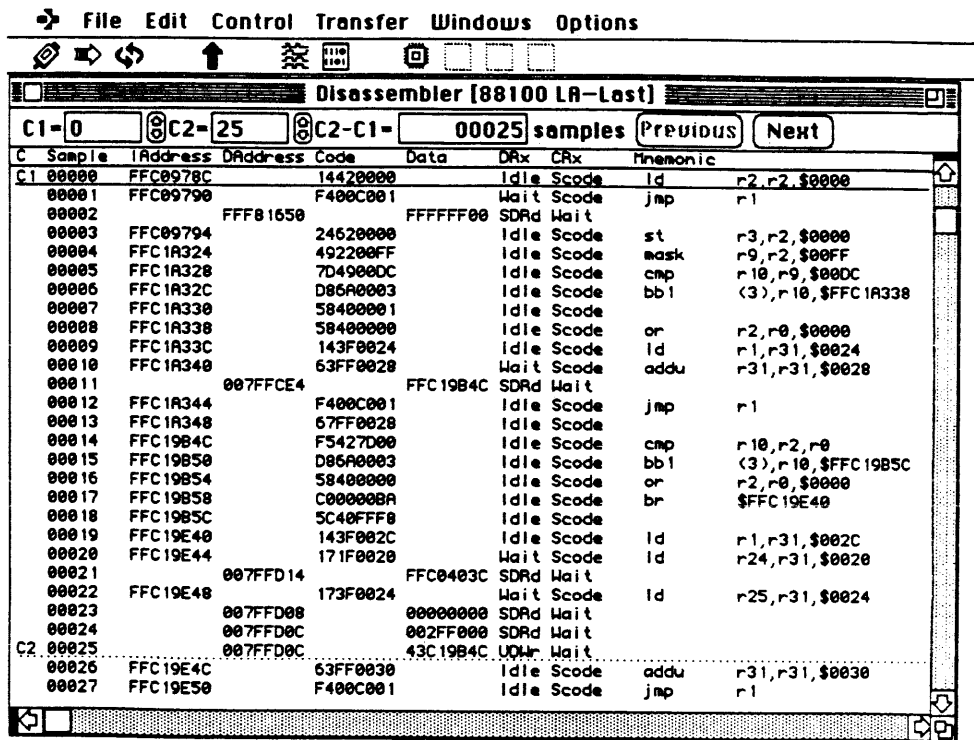 File Edit Control Transfer Windows Options
Disassembler [88100 LA—Last]
C1= 0 C2= 25 C2-C1= 00025 samples Previous Next
C Sample IAddress DAddress Code Data DRx CRx Mnemonic
C1 00000 FFC0978C 14420000 Idle Scode ld r2,r2,$0000
00001 FFC09790 F400C001 Wait Scode jmp r1
00002 FFF81650 FFFFFF00 SDRd Wait
00003 FFC09794 24620000 Idle Scode st r3,r2,$0000
00004 FFC1A324 492200FF Idle Scode mask r9,r2,$00FF
00005 FFC1A328 7D4900DC Idle Scode cmp r10,r9,$00DC
00006 FFC1A32C D86A0003 Idle Scode bb1 (3),r10,$FFC1A338
00007 FFC1A330 58400001 Idle Scode
00008 FFC1A338 58400000 Idle Scode or r2,r0,$0000
00009 FFC1A33C 143F0024 Idle Scode ld r1,r31,$0024
00010 FFC1A340 63FF0028 Wait Scode addu r31,r31,$0028
00011 007FFCE4 FFC19B4C SDRd Wait
00012 FFC1A344 F400C001 Idle Scode jmp r1
00013 FFC1A348 67FF0028 Idle Scode
00014 FFC19B4C F5427D00 Idle Scode cmp r10,r2,r0
00015 FFC19B50 D86A0003 Idle Scode bb1 (3),r10,$FFC19B5C
00016 FFC19B54 58400000 Idle Scode or r2,r0,$0000
00017 FFC19B58 C00000BA Idle Scode br $FFC19E40
00018 FFC19B5C 5C40FFF8 Idle Scode
00019 FFC19E40 143F002C Idle Scode ld r1,r31,$002C
00020 FFC19E44 171F0020 Wait Scode ld r24,r31,$0020
00021 007FFD14 FFC0403C SDRd Wait
00022 FFC19E48 173F0024 Wait Scode ld r25,r31,$0024
00023 007FFD08 00000000 SDRd Wait
00024 007FFD0C 002FF000 SDRd Wait
C2 00025 007FFD0C 43C19B4C UDWr Wait
00026 FFC19E4C 63FF0030 Idle Scode addu r31,r31,$0030
00027 FFC19E50 F400C001 Idle Scode jmp r1